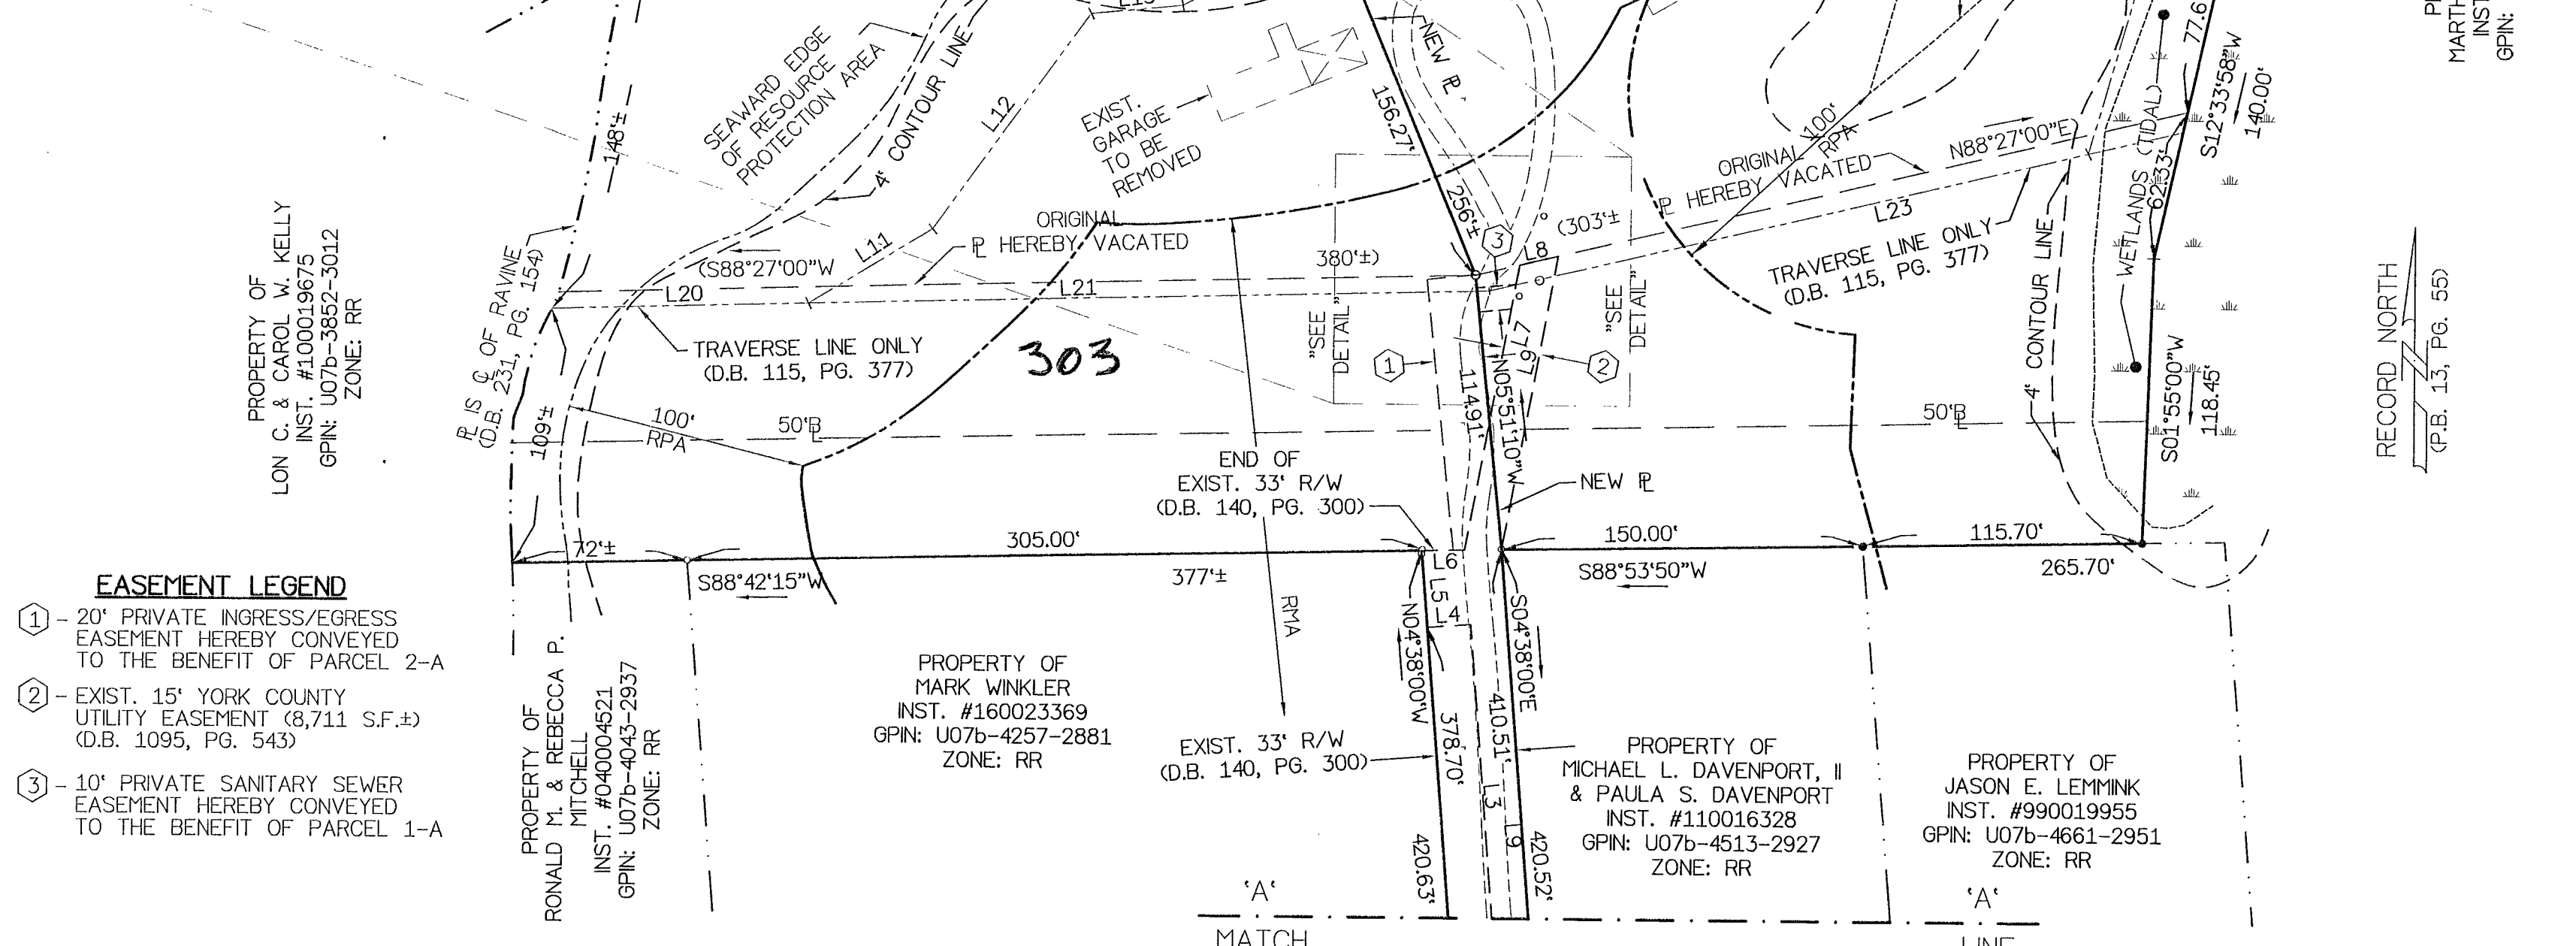 SEAWARD EDGE
OF RESOURCE
PROTECTION AREA
4' CONTOUR LINE
L12
L11
148'±
EXIST.
GARAGE
TO BE
REMOVED
NEW PL
156.27'
256'±
ORIGINAL
PL HEREBY VACATED
(S88°27'00"W
380'±)
L20
L21
3
L8
(303'±
ORIGINAL
PL HEREBY VACATED
100'
RPA
N88°27'00"E)
L23
TRAVERSE LINE ONLY
(D.B. 115, PG. 377)
4' CONTOUR LINE
WETLANDS (TIDAL)
62.33'
77.6
S12°33'58"W
140.00'
MARTH
INST
GPIN:
PROPERTY OF
LON C. & CAROL W. KELLY
INST. #100019675
GPIN: U07b-3852-3012
ZONE: RR
PL IS CL OF RAVINE
(D.B. 231, PG. 154)
109'±
TRAVERSE LINE ONLY
(D.B. 115, PG. 377)
303
"SEE
DETAIL"
1
L7
L9
2
"SEE
DETAIL"
114.91'
N05°51'10"W
100'
RPA
50'BL
50'BL
S01°55'00"W
118.45'
RECORD NORTH
(P.B. 13, PG. 55)
END OF
EXIST. 33' R/W
(D.B. 140, PG. 300)
NEW PL
72'±
305.00'
S88°42'15"W
377'±
L6
L5
L4
150.00'
115.70'
S88°53'50"W
265.70'
RMA
EASEMENT LEGEND
1 - 20' PRIVATE INGRESS/EGRESS
EASEMENT HEREBY CONVEYED
TO THE BENEFIT OF PARCEL 2-A
2 - EXIST. 15' YORK COUNTY
UTILITY EASEMENT (8,711 S.F.±)
(D.B. 1095, PG. 543)
3 - 10' PRIVATE SANITARY SEWER
EASEMENT HEREBY CONVEYED
TO THE BENEFIT OF PARCEL 1-A
PROPERTY OF
RONALD M. & REBECCA P.
MITCHELL
INST. #040004521
GPIN: U07b-4043-2937
ZONE: RR
PROPERTY OF
MARK WINKLER
INST. #160023369
GPIN: U07b-4257-2881
ZONE: RR
EXIST. 33' R/W
(D.B. 140, PG. 300)
N04°38'00"W
378.70'
420.63'
S04°38'00"E
410.51'
420.52'
L3
L9
PROPERTY OF
MICHAEL L. DAVENPORT, II
& PAULA S. DAVENPORT
INST. #110016328
GPIN: U07b-4513-2927
ZONE: RR
PROPERTY OF
JASON E. LEMMINK
INST. #990019955
GPIN: U07b-4661-2951
ZONE: RR
'A'
'A'
MATCH
LINE